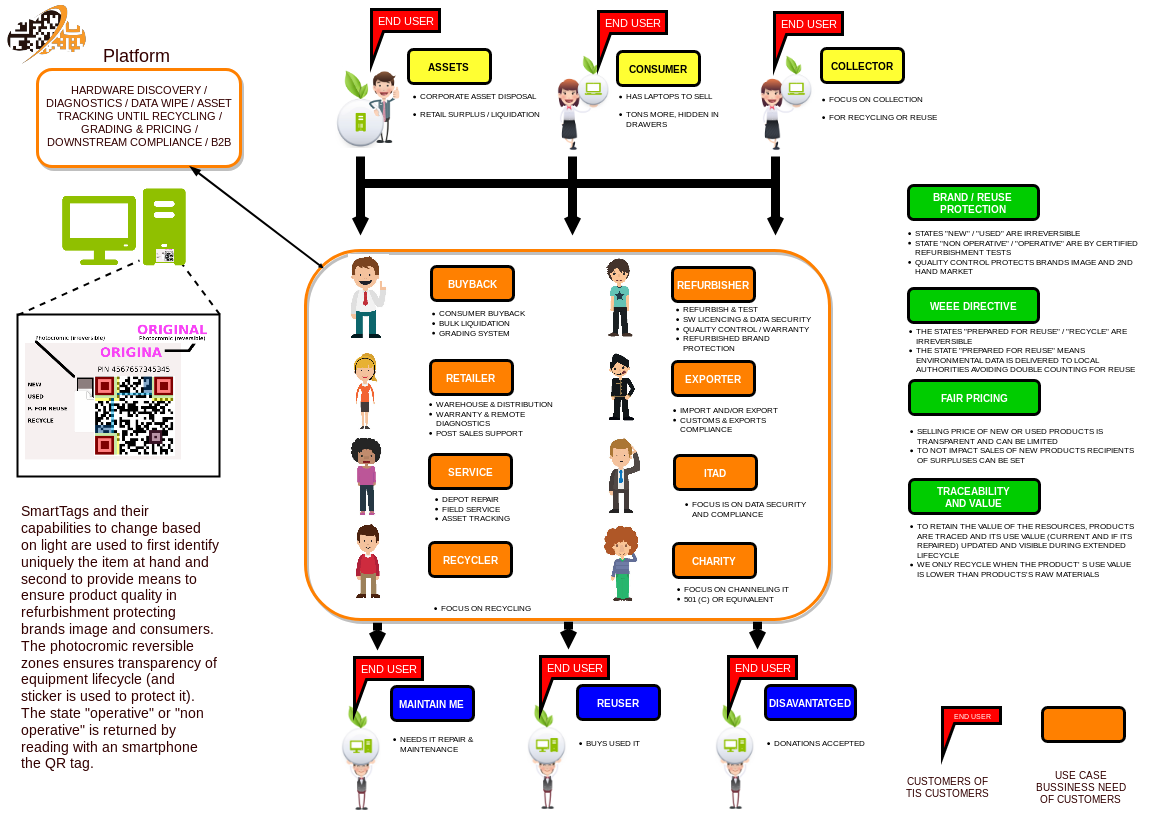 Platform
HARDWARE DISCOVERY /
DIAGNOSTICS / DATA WIPE / ASSET
TRACKING UNTIL RECYCLING /
GRADING & PRICING /
DOWNSTREAM COMPLIANCE / B2B
END USER
ASSETS
CORPORATE ASSET DISPOSAL
RETAIL SURPLUS / LIQUIDATION
END USER
CONSUMER
HAS LAPTOPS TO SELL
TONS MORE, HIDDEN IN
DRAWERS
END USER
COLLECTOR
FOCUS ON COLLECTION
FOR RECYCLING OR REUSE
ORIGINAL
Photocromic (irreversible)
Photocromic (reversible)
ORIGINA
PIN 4567657345345
NEW
USED
P. FOR REUSE
RECYCLE
SmartTags and their
capabilities to change based
on light are used to first identify
uniquely the item at hand and
second to provide means to
ensure product quality in
refurbishment protecting
brands image and consumers.
The photocromic reversible
zones ensures transparency of
equipment lifecycle (and
sticker is used to protect it).
The state "operative" or "non
operative" is returned by
reading with an smartphone
the QR tag.
BUYBACK
CONSUMER BUYBACK
BULK LIQUIDATION
GRADING SYSTEM
RETAILER
WAREHOUSE & DISTRIBUTION
WARRANTY & REMOTE
DIAGNOSTICS
POST SALES SUPPORT
SERVICE
DEPOT REPAIR
FIELD SERVICE
ASSET TRACKING
RECYCLER
FOCUS ON RECYCLING
REFURBISHER
REFURBISH & TEST
SW LICENCING & DATA SECURITY
QUALITY CONTROL / WARRANTY
REFURBISHED BRAND
PROTECTION
EXPORTER
IMPORT AND/OR EXPORT
CUSTOMS & EXPORTS
COMPLIANCE
ITAD
FOCUS IS ON DATA SECURITY
AND COMPLIANCE
CHARITY
FOCUS ON CHANNELING IT
501 (C) OR EQUIVALENT
END USER
MAINTAIN ME
NEEDS IT REPAIR &
MAINTENANCE
END USER
REUSER
BUYS USED IT
END USER
DISAVANTATGED
DONATIONS ACCEPTED
BRAND / REUSE
PROTECTION
STATES "NEW" / "USED" ARE IRREVERSIBLE
STATE "NON OPERATIVE" / "OPERATIVE" ARE BY CERTIFIED
REFURBISHMENT TESTS
QUALITY CONTROL PROTECTS BRANDS IMAGE AND 2ND
HAND MARKET
WEEE DIRECTIVE
THE STATES "PREPARED FOR REUSE" / "RECYCLE" ARE
IRREVERSIBLE
THE STATE "PREPARED FOR REUSE" MEANS
ENVIRONMENTAL DATA IS DELIVERED TO LOCAL
AUTHORITIES AVOIDING DOUBLE COUNTING FOR REUSE
FAIR PRICING
SELLING PRICE OF NEW OR USED PRODUCTS IS
TRANSPARENT AND CAN BE LIMITED
TO NOT IMPACT SALES OF NEW PRODUCTS RECIPIENTS
OF SURPLUSES CAN BE SET
TRACEABILITY
AND VALUE
TO RETAIN THE VALUE OF THE RESOURCES, PRODUCTS
ARE TRACED AND ITS USE VALUE (CURRENT AND IF ITS
REPAIRED) UPDATED AND VISIBLE DURING EXTENDED
LIFECYCLE
WE ONLY RECYCLE WHEN THE PRODUCT' S USE VALUE
IS LOWER THAN PRODUCTS'S RAW MATERIALS
END USER
CUSTOMERS OF
TIS CUSTOMERS
USE CASE
BUSSINESS NEED
OF CUSTOMERS